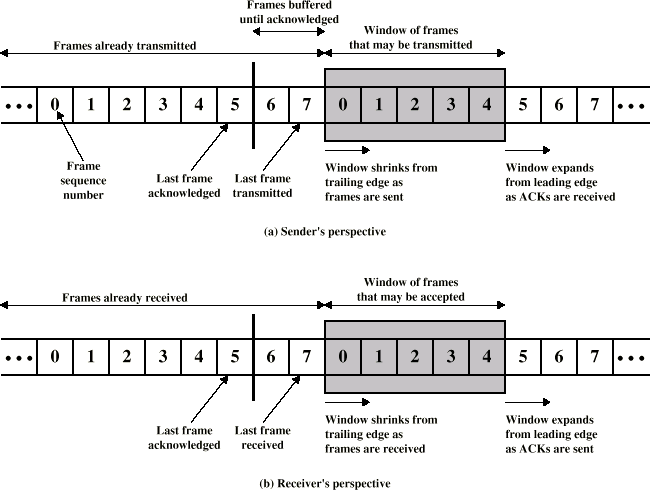 Frames buffered
until acknowledged
Window of frames
that may be transmitted
Frames already transmitted
••• 0 1 2 3 4 5 6 7 0 1 2 3 4 5 6 7 •••
Frame
sequence
number
Last frame
acknowledged
Last frame
transmitted
Window shrinks from
trailing edge as
frames are sent
Window expands
from leading edge
as ACKs are received
(a) Sender's perspective
Window of frames
that may be accepted
Frames already received
••• 0 1 2 3 4 5 6 7 0 1 2 3 4 5 6 7 •••
Last frame
acknowledged
Last frame
received
Window shrinks from
trailing edge as
frames are received
Window expands
from leading edge
as ACKs are sent
(b) Receiver's perspective